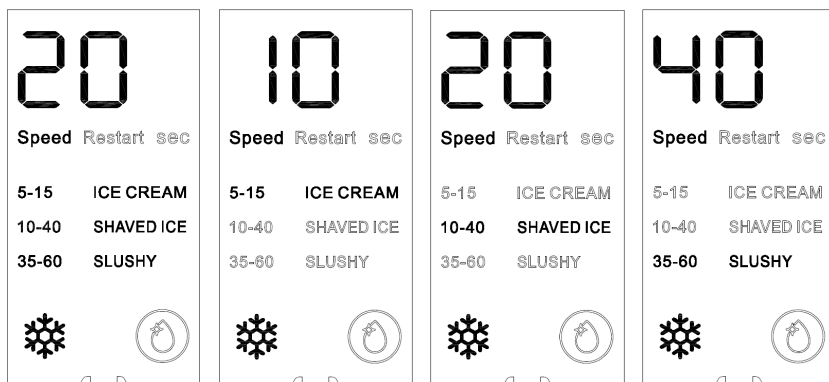 20
Speed Restart sec
5-15 ICE CREAM
10-40 SHAVED ICE
35-60 SLUSHY
10
Speed Restart sec
5-15 ICE CREAM
10-40 SHAVED ICE
35-60 SLUSHY
20
Speed Restart sec
5-15 ICE CREAM
10-40 SHAVED ICE
35-60 SLUSHY
40
Speed Restart sec
5-15 ICE CREAM
10-40 SHAVED ICE
35-60 SLUSHY